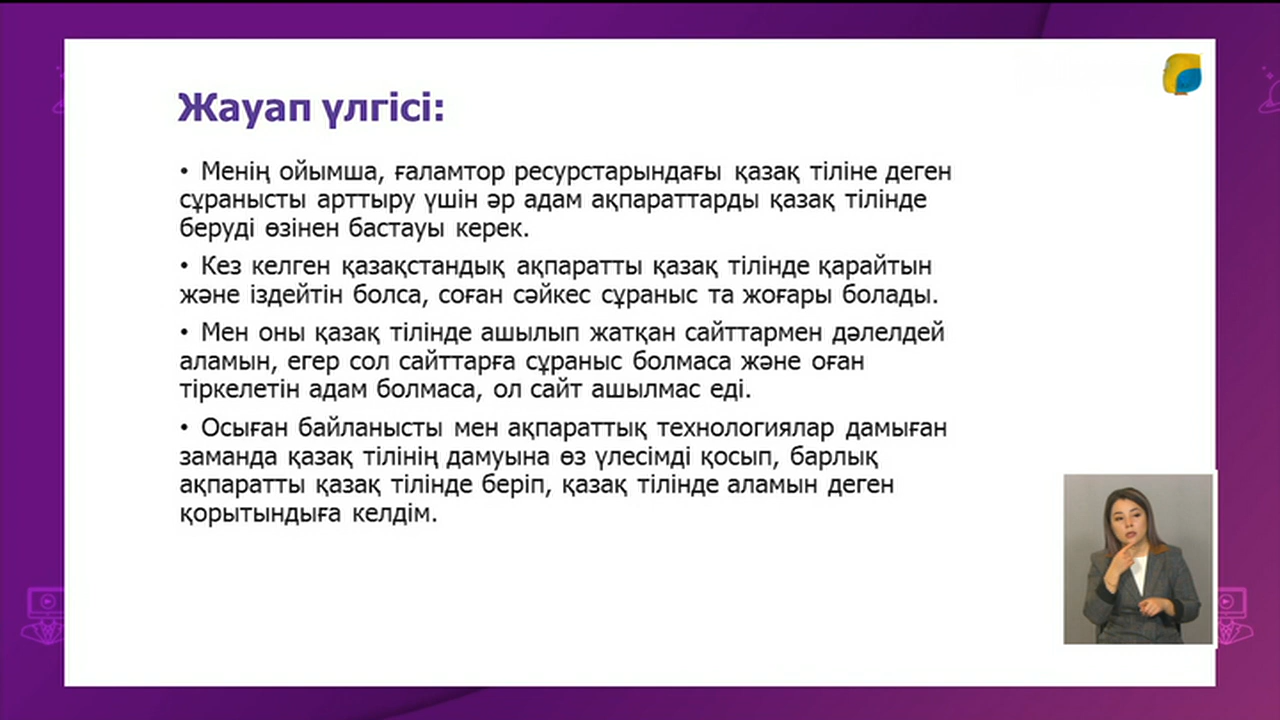 Жауап үлгісі:
• Менің ойымша, ғаламтор ресурстарындағы қазақ тіліне деген
сұранысты арттыру үшін әр адам ақпараттарды қазақ тілінде
беруді өзінен бастауы керек.
• Кез келген қазақстандық ақпаратты қазақ тілінде қарайтын
және іздейтін болса, соған сәйкес сұраныс та жоғары болады.
• Мен оны қазақ тілінде ашылып жатқан сайттармен дәлелдей
аламын, егер сол сайттарға сұраныс болмаса және оған
тіркелетін адам болмаса, ол сайт ашылмас еді.
• Осыған байланысты мен ақпараттық технологиялар дамыған
заманда қазақ тілінің дамуына өз үлесімді қосып, барлық
ақпаратты қазақ тілінде беріп, қазақ тілінде аламын деген
қорытындыға келдім.